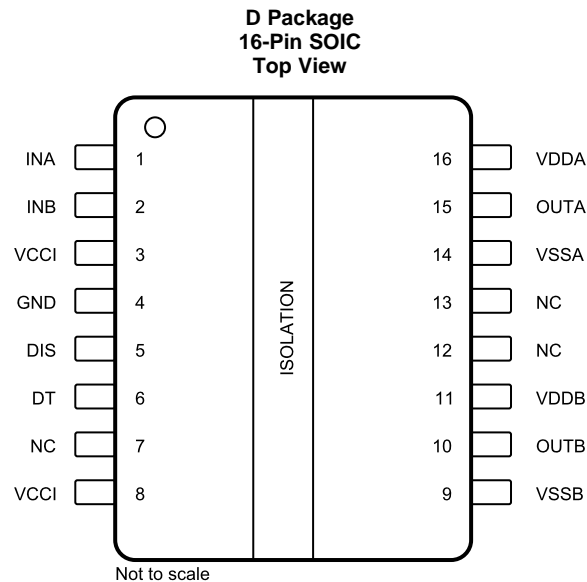 D Package
16-Pin SOIC
Top View
INA 1 16 VDDA
INB 2 15 OUTA
VCCI 3 14 VSSA
GND 4 13 NC
DIS 5 12 NC
DT 6 11 VDDB
NC 7 10 OUTB
VCCI 8 9 VSSB
ISOLATION
Not to scale